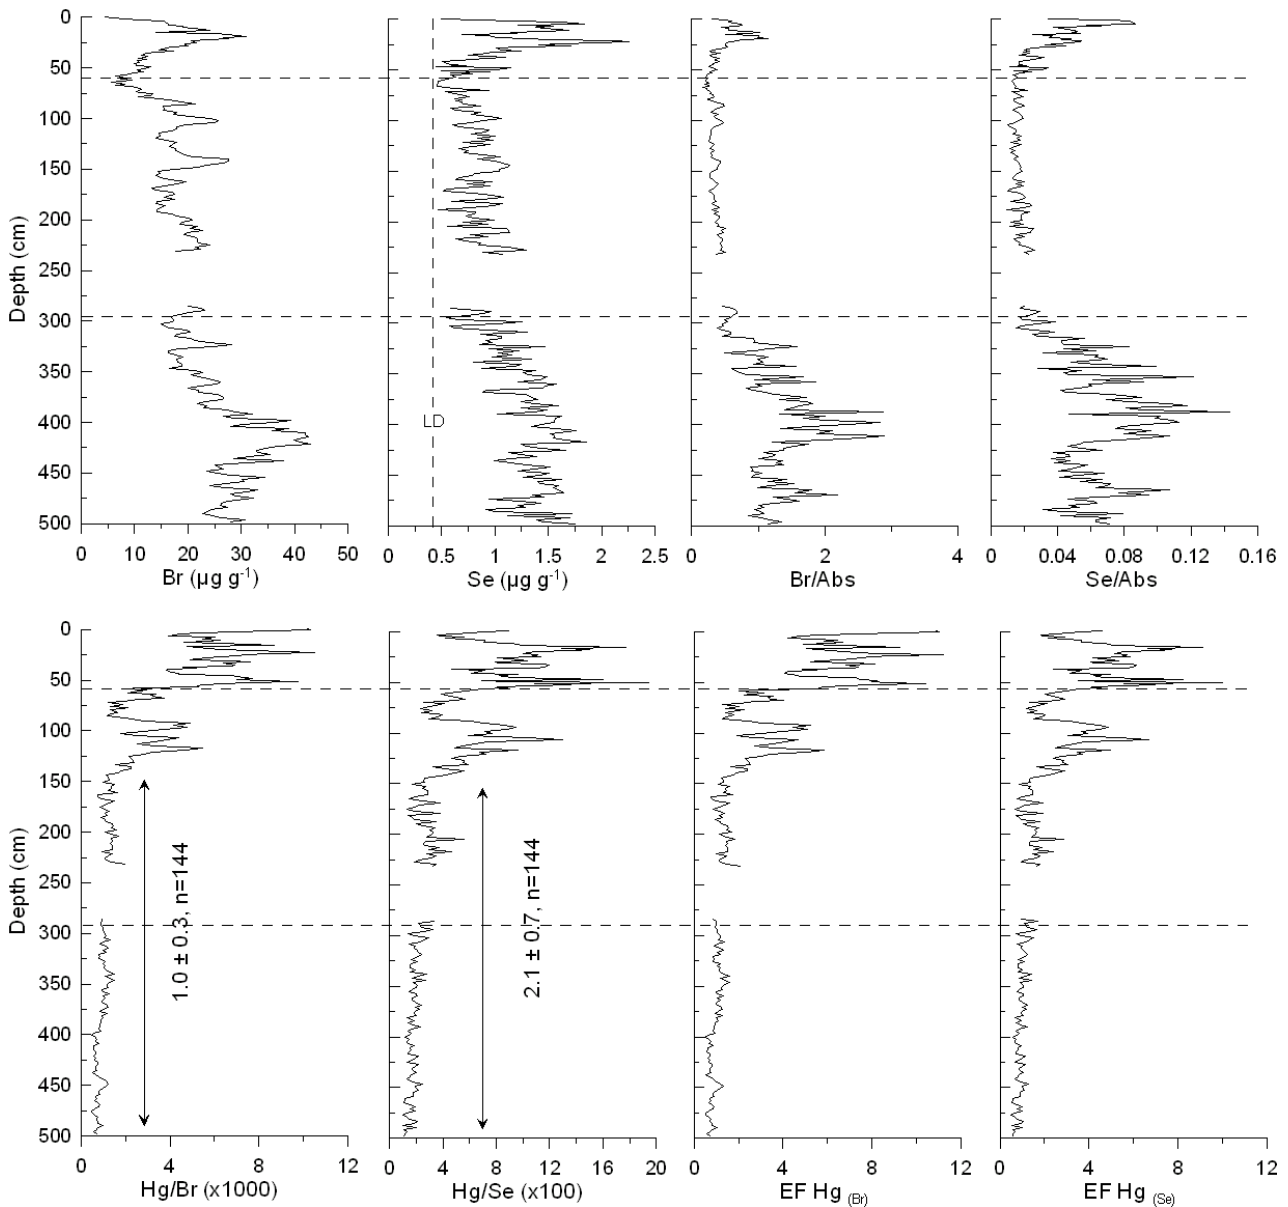 0
50
100
150
200
250
300
350
400
450
500
Depth (cm)
0 10 20 30 40 50
Br (µg g⁻¹)
LD
0 0.5 1 1.5 2 2.5
Se (µg g⁻¹)
0 2 4
Br/Abs
0 0.04 0.08 0.12 0.16
Se/Abs
0
50
100
150
200
250
300
350
400
450
500
Depth (cm)
1.0 ± 0.3, n=144
0 4 8 12
Hg/Br (x1000)
2.1 ± 0.7, n=144
0 4 8 12 16 20
Hg/Se (x100)
0 4 8 12
EF Hg (Br)
0 4 8 12
EF Hg (Se)